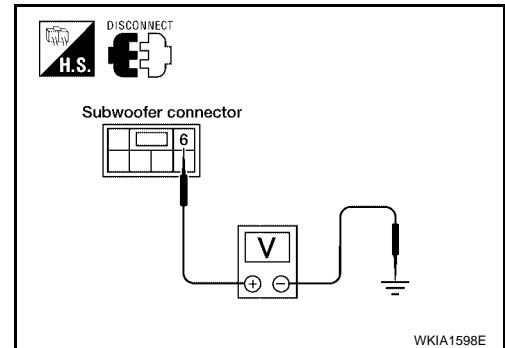 DISCONNECT
H.S.
Subwoofer connector
6
V
+ −
WKIA1598E